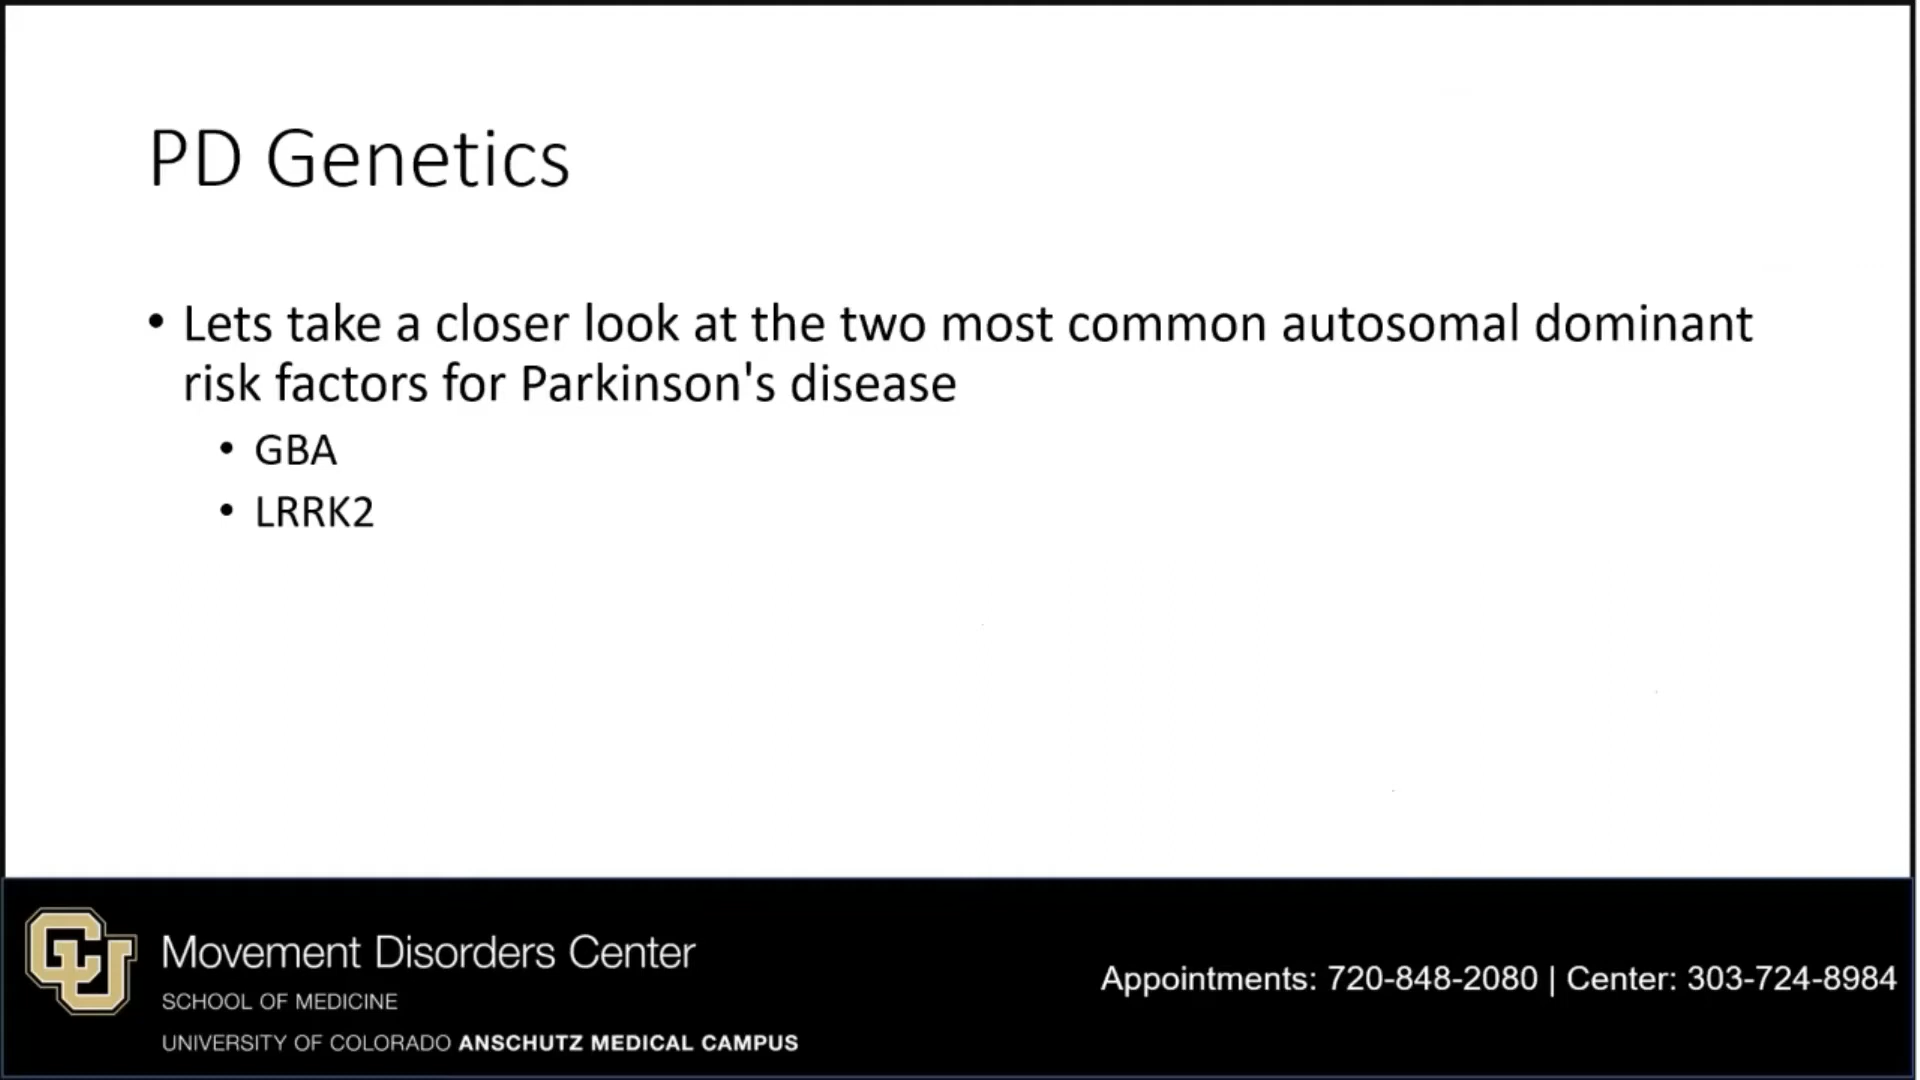 PD Genetics
• Lets take a closer look at the two most common autosomal dominant
risk factors for Parkinson's disease
• GBA
• LRRK2
CU
Movement Disorders Center
SCHOOL OF MEDICINE
UNIVERSITY OF COLORADO ANSCHUTZ MEDICAL CAMPUS
Appointments: 720-848-2080 | Center: 303-724-8984